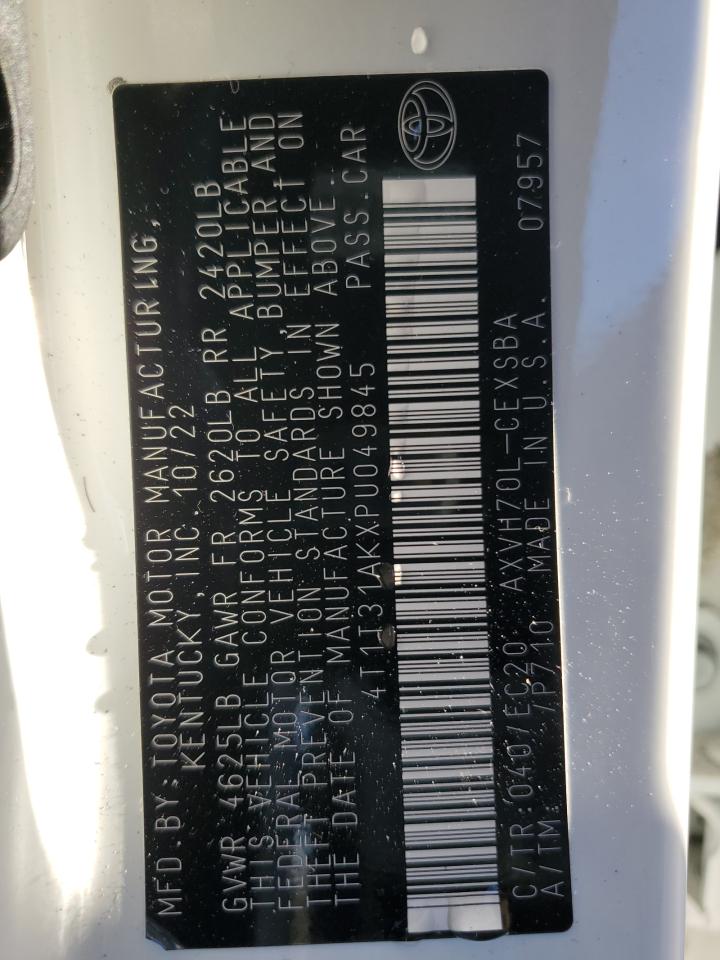 MFD.BY:TOYOTA MOTOR MANUFACTURING,
KENTUCKY,INC. 10/22
GVWR 4625LB GAWR FR 2620LB RR 2420LB
THIS VEHICLE CONFORMS TO ALL APPLICABLE
FEDERAL MOTOR VEHICLE SAFETY,BUMPER AND
THEFT PREVENTION STANDARDS IN EFFECT ON
THE DATE OF MANUFACTURE SHOWN ABOVE.
4T1T31AKXPU049845 PASS.CAR
C/TR:040/EC20 AXVH70L-CEXSBA
A/TM: /P710 MADE IN U.S.A. 07957